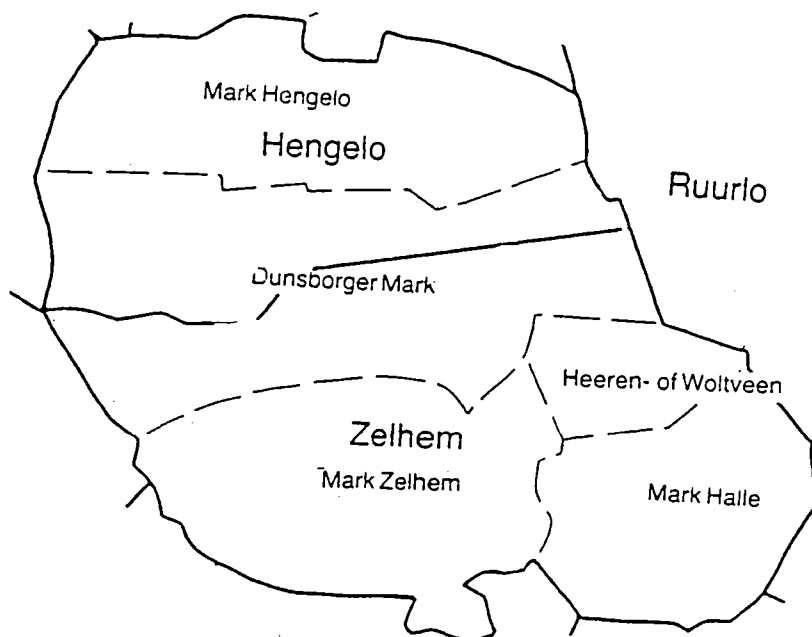 Mark Hengelo
Hengelo
Ruurlo
Dunsborger Mark
Heeren- of Woltveen
Zelhem
Mark Zelhem
Mark Halle